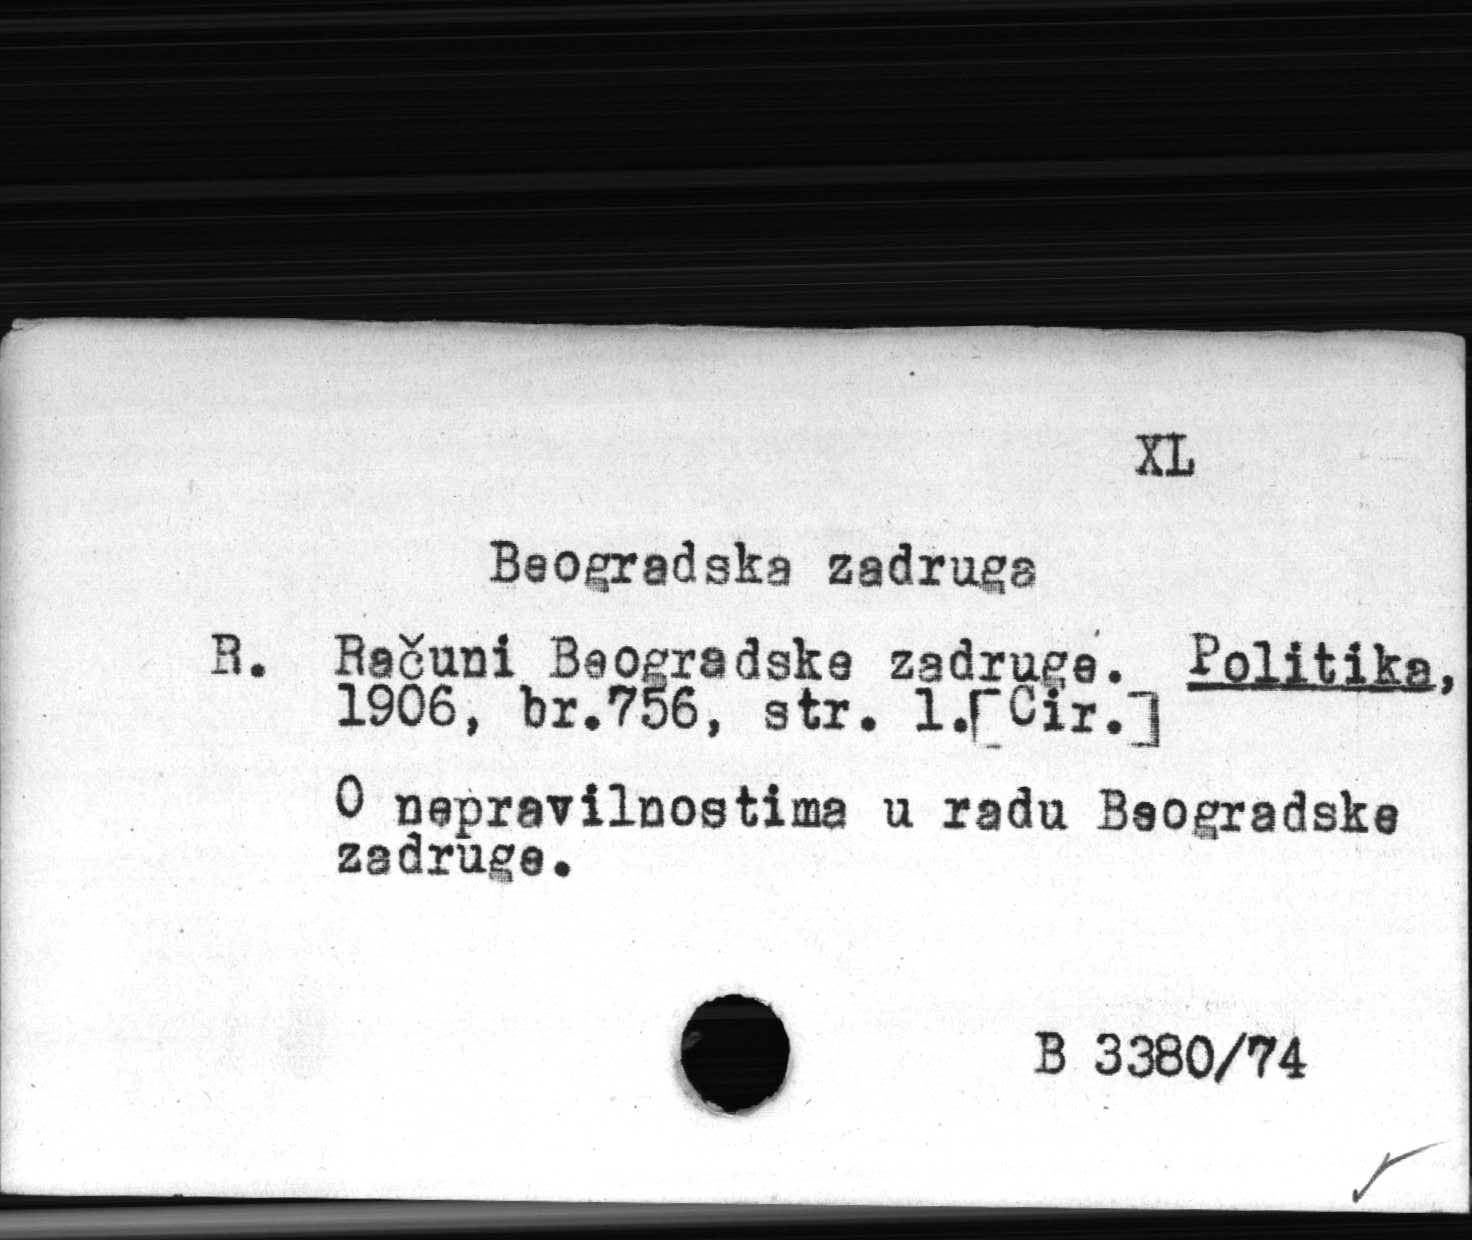 XL
Beogradska zadruga
R. Računi Beogradske zadruge. Politika,
1906, br.756, str. 1.[Cir.]
O nepravilnostima u radu Beogradske
zadruge.
B 3380/74